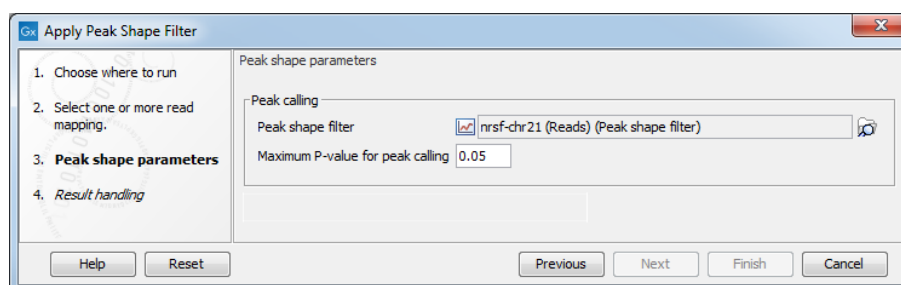 Gx Apply Peak Shape Filter
1. Choose where to run
2. Select one or more read
mapping.
3. Peak shape parameters
4. Result handling
Peak shape parameters
Peak calling
Peak shape filter nrsf-chr21 (Reads) (Peak shape filter)
Maximum P-value for peak calling 0.05
Help Reset Previous Next Finish Cancel